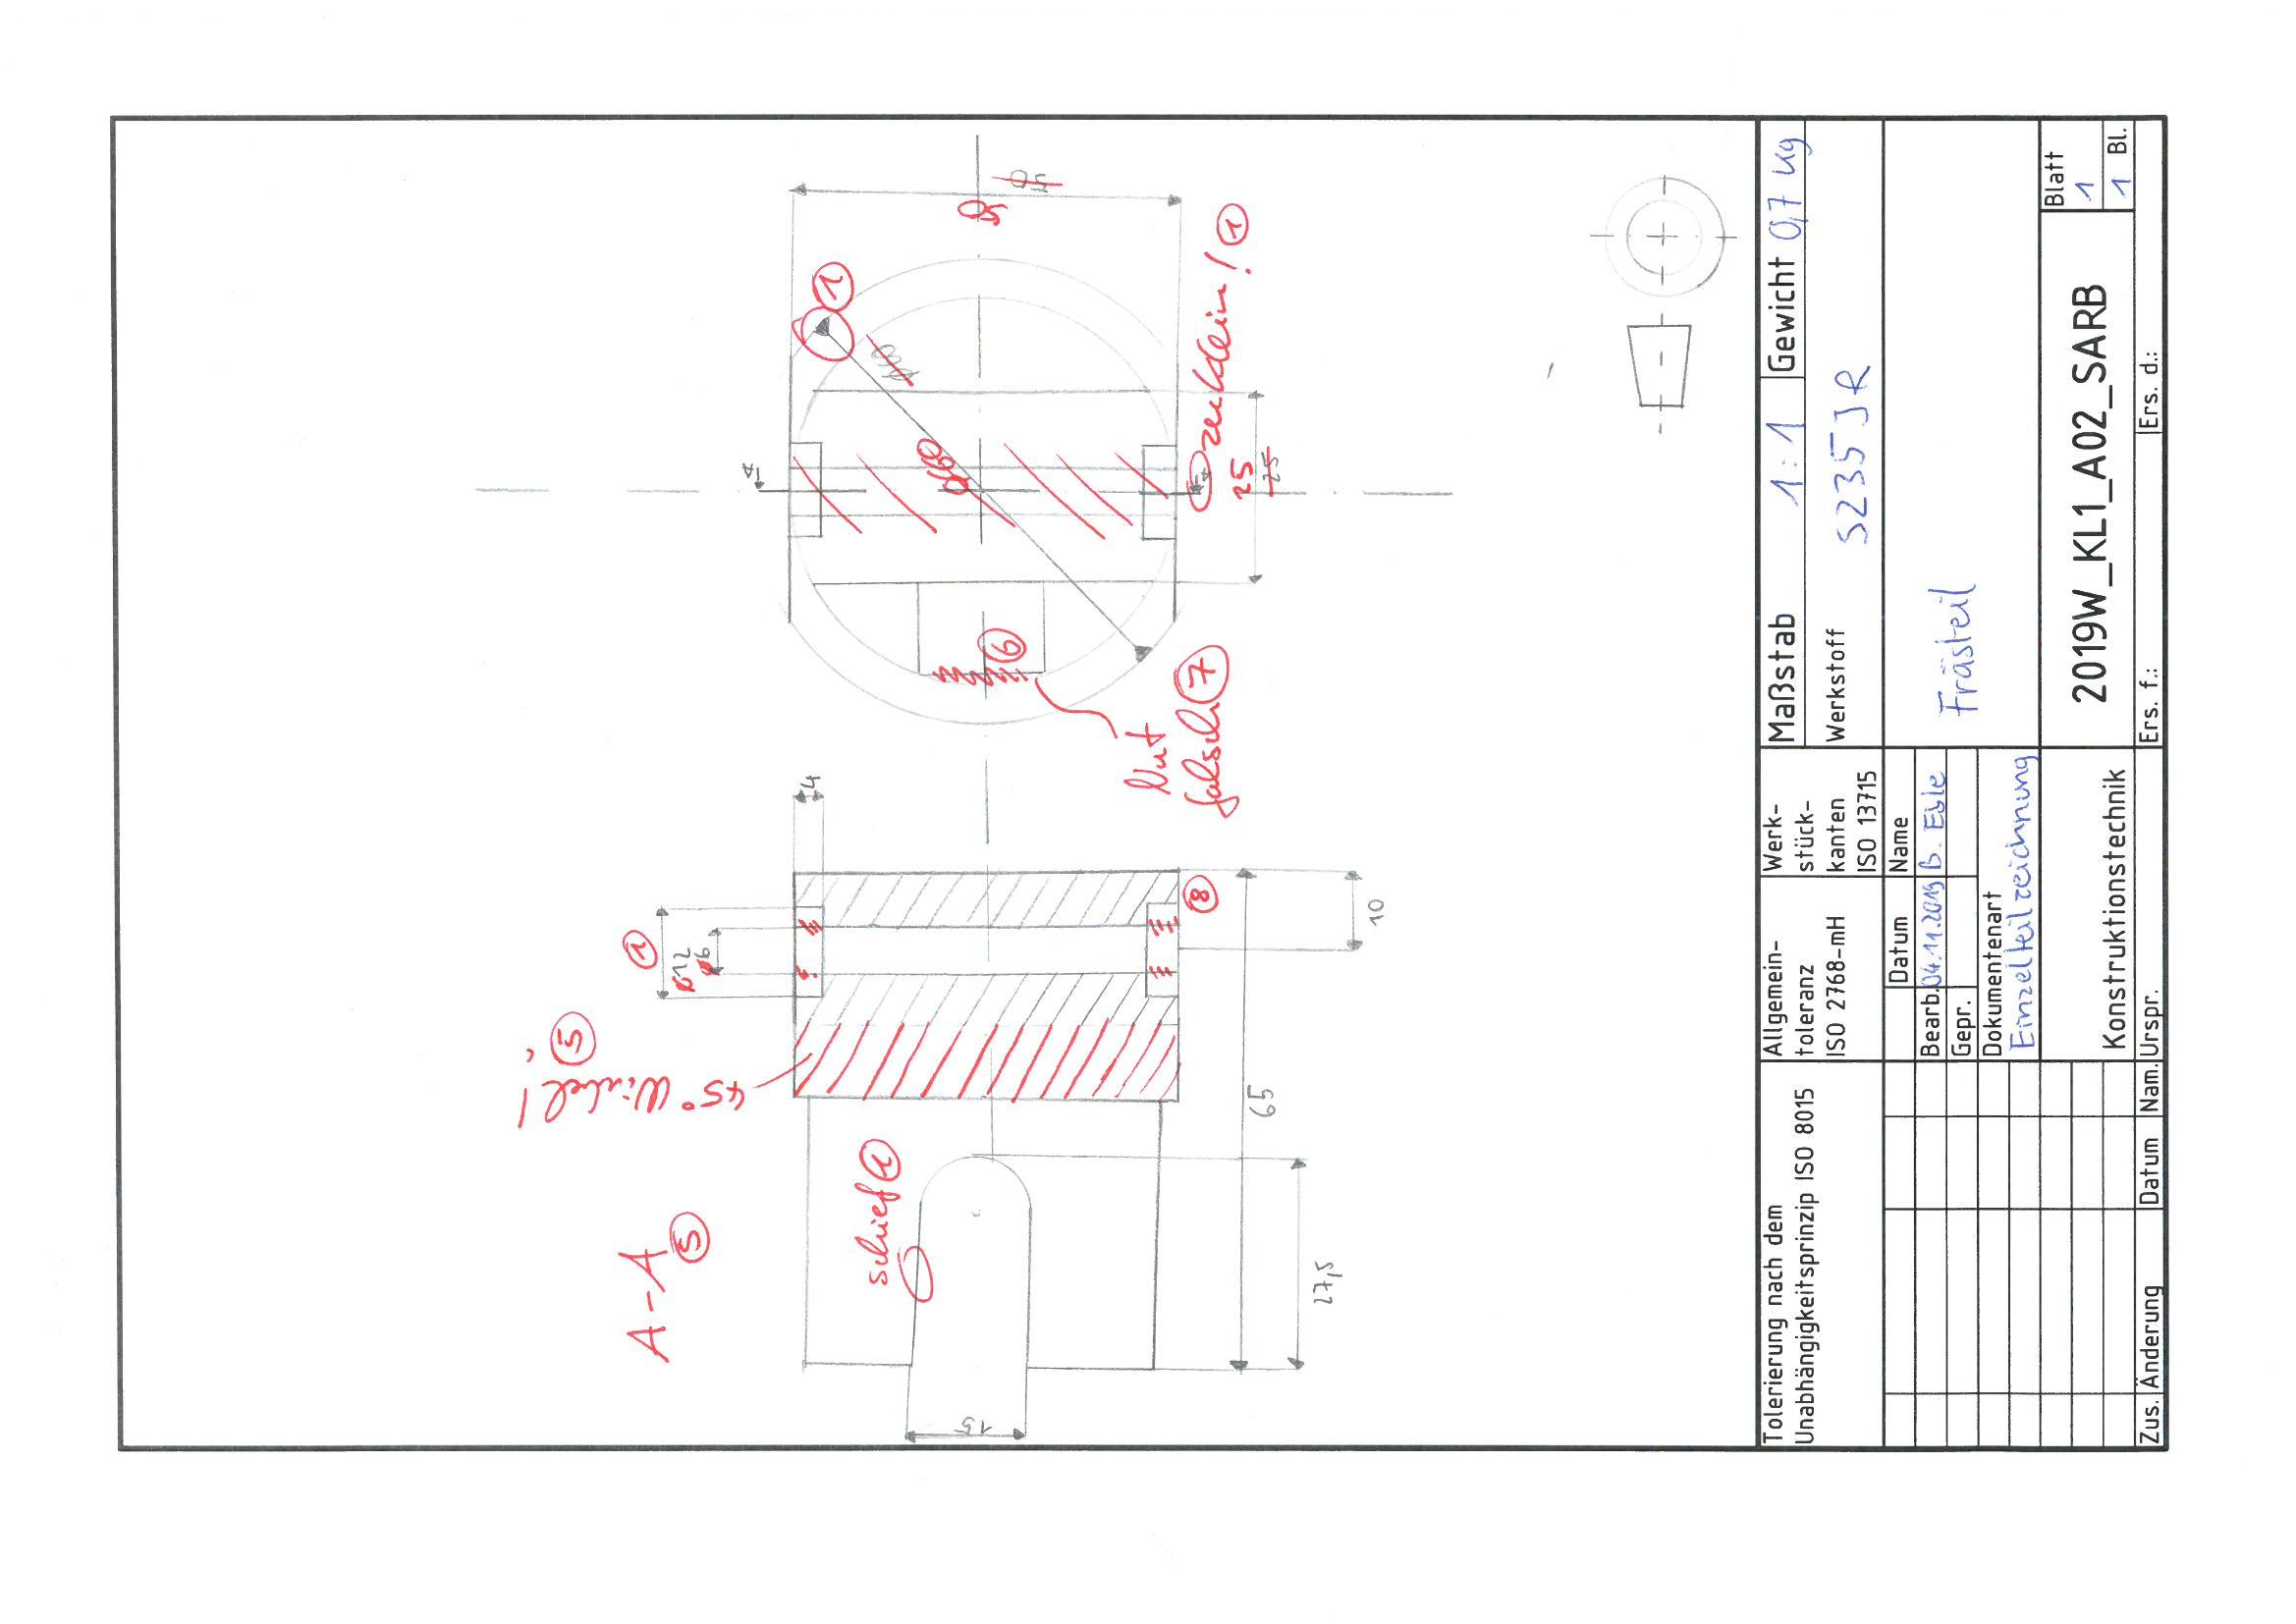 A-A
5
45° Winkel!
5
schief 1
1
ø12
ø6
4
8
10
65
27,5
15
1
50
ø60
A
zu klein! 1
25
25
6
Nut
falsch 7
Tolerierung nach dem
Unabhängigkeitsprinzip ISO 8015
Allgemein-
toleranz
ISO 2768-mH
Werk-
stück-
kanten
ISO 13715
Maßstab 1:1
Gewicht 0,7 kg
Werkstoff
S235JR
Datum
Name
Bearb. 04.11.2019 B. Eisle
Gepr.
Dokumentenart
Einzelteilzeichnung
Frästeil
Konstruktionstechnik
2019W_KL1_A02_SARB
Blatt
1
1 Bl.
Zus. Änderung
Datum
Nam.
Urspr.
Ers. f.:
Ers. d.: